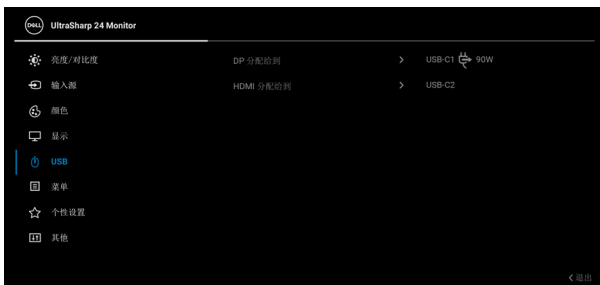 DELL UltraSharp 24 Monitor
亮度/对比度 DP 分配给到 > USB-C1 90W
输入源 HDMI 分配给到 > USB-C2
颜色
显示
USB
菜单
个性设置
其他
退出